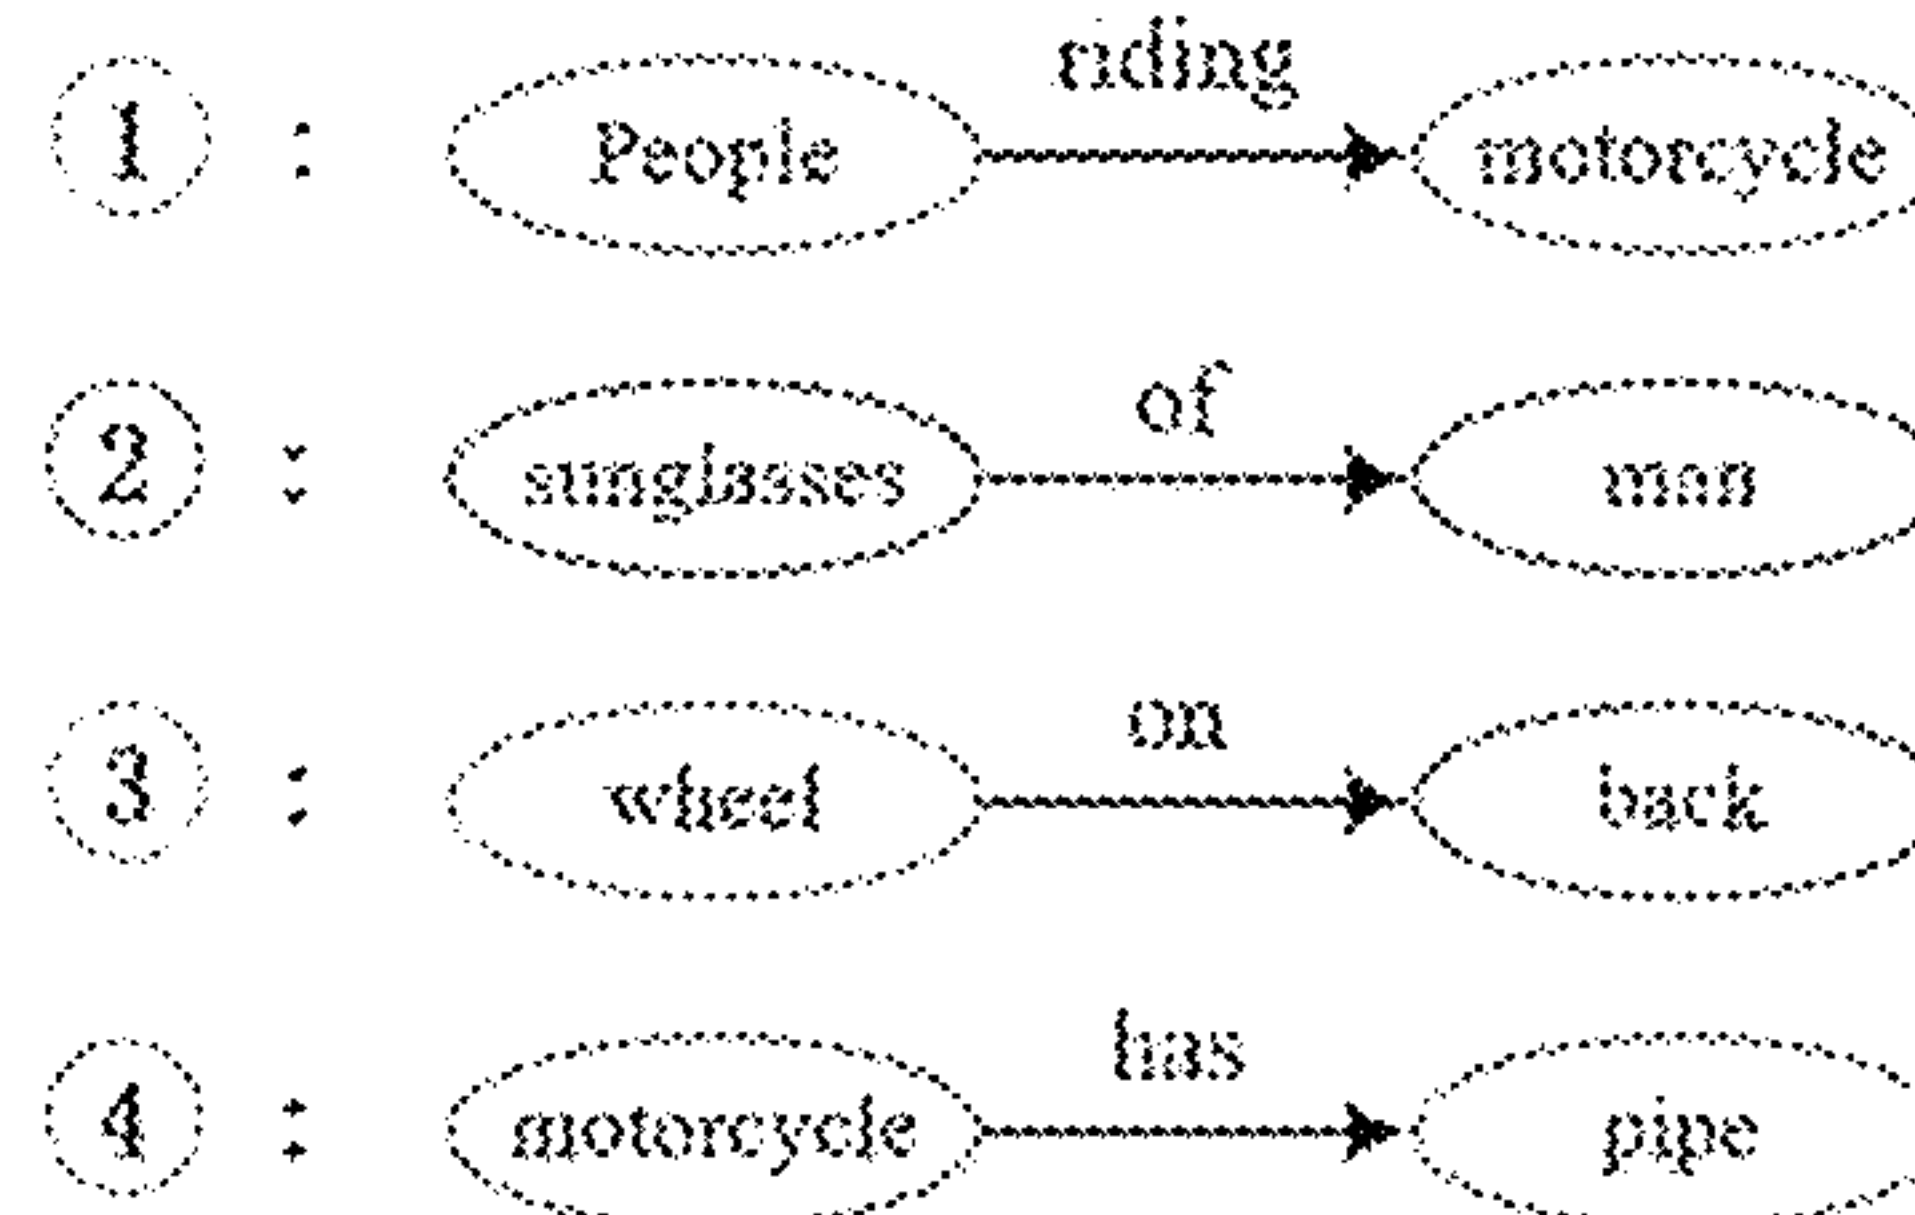 riding
1 : People motorcycle
of
2 : sunglasses man
on
3 : wheel back
has
4 : motorcycle pipe